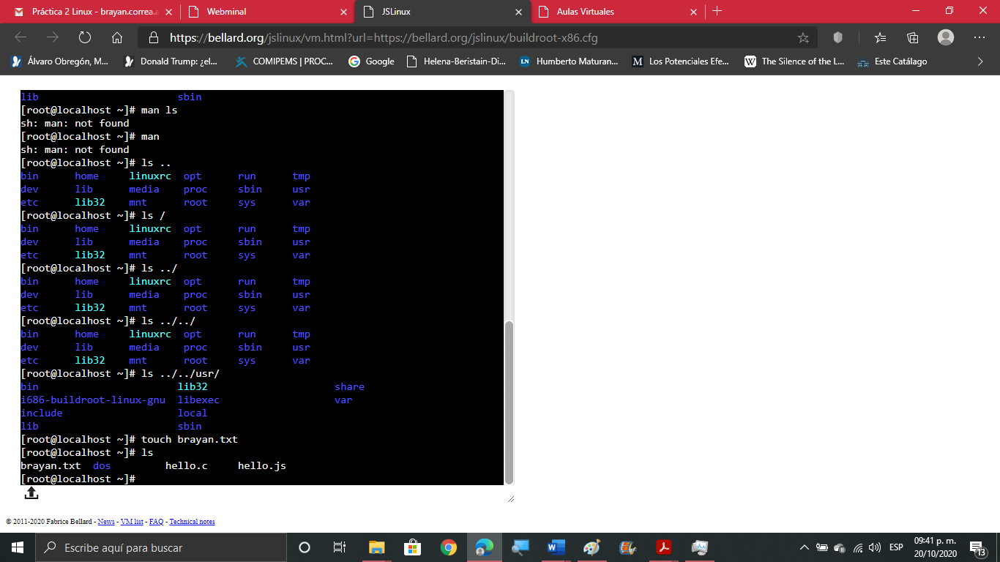 Práctica 2 Linux - brayan.correa.a
Webminal
JSLinux
Aulas Virtuales
https://bellard.org/jslinux/vm.html?url=https://bellard.org/jslinux/buildroot-x86.cfg
Álvaro Obregón, M... Donald Trump: ¿el... COMIPEMS | PROC... Google Helena-Beristain-Di... Humberto Maturan... Los Potenciales Efe... The Silence of the L... Este Catálago
lib sbin
[root@localhost ~]# man ls
sh: man: not found
[root@localhost ~]# man
sh: man: not found
[root@localhost ~]# ls ..
bin home linuxrc opt run tmp
dev lib media proc sbin usr
etc lib32 mnt root sys var
[root@localhost ~]# ls /
bin home linuxrc opt run tmp
dev lib media proc sbin usr
etc lib32 mnt root sys var
[root@localhost ~]# ls ../
bin home linuxrc opt run tmp
dev lib media proc sbin usr
etc lib32 mnt root sys var
[root@localhost ~]# ls ../../
bin home linuxrc opt run tmp
dev lib media proc sbin usr
etc lib32 mnt root sys var
[root@localhost ~]# ls ../../usr/
bin lib32 share
i686-buildroot-linux-gnu libexec var
include local
lib sbin
[root@localhost ~]# touch brayan.txt
[root@localhost ~]# ls
brayan.txt dos hello.c hello.js
[root@localhost ~]#
© 2011-2020 Fabrice Bellard - News - VM list - FAQ - Technical notes
Escribe aquí para buscar
ESP
09:41 p. m.
20/10/2020
13